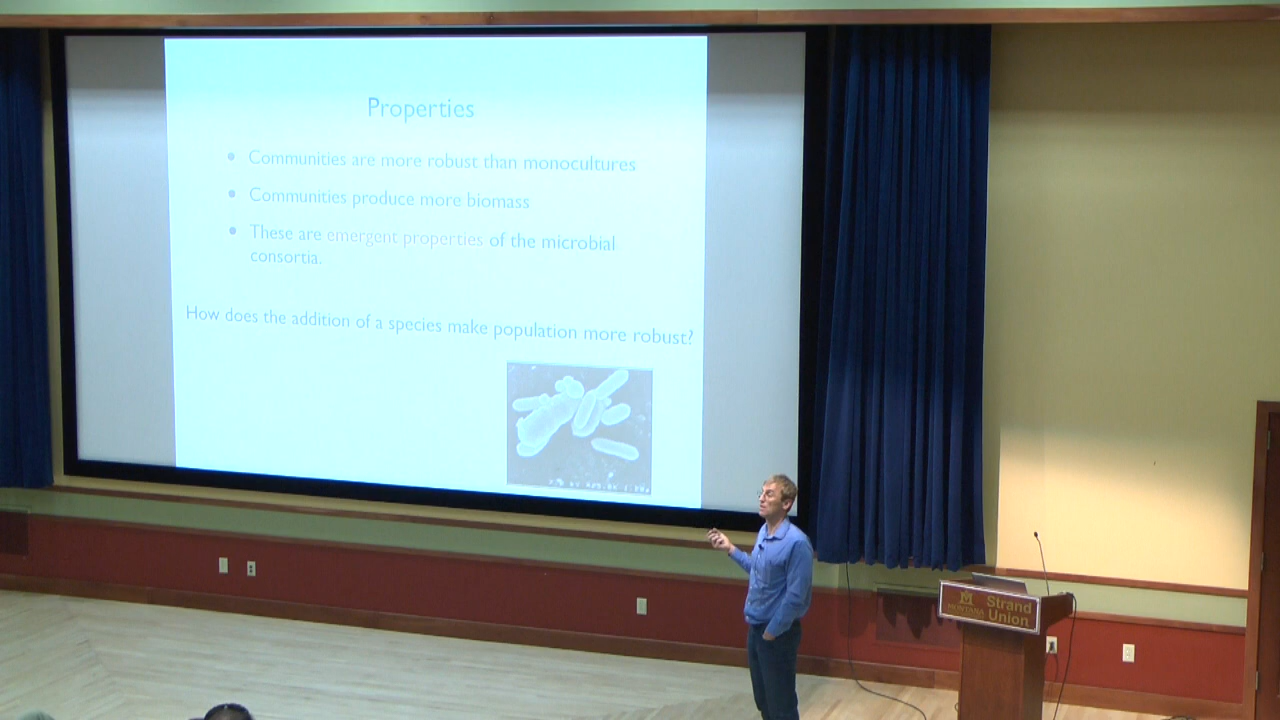 Properties
Communities are more robust than monocultures
Communities produce more biomass
These are emergent properties of the microbial
consortia.
How does the addition of a species make population more robust?
MONTANA
Strand
Union